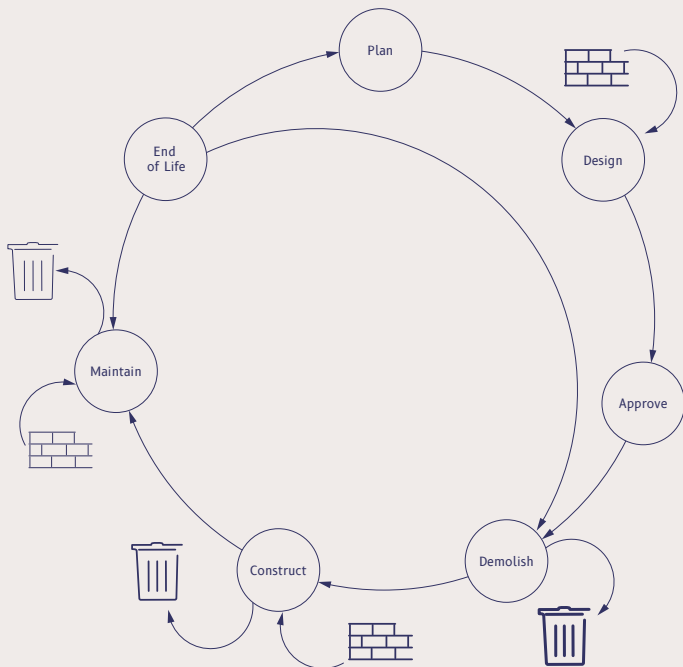 Plan
Design
End
of Life
Maintain
Approve
Construct
Demolish